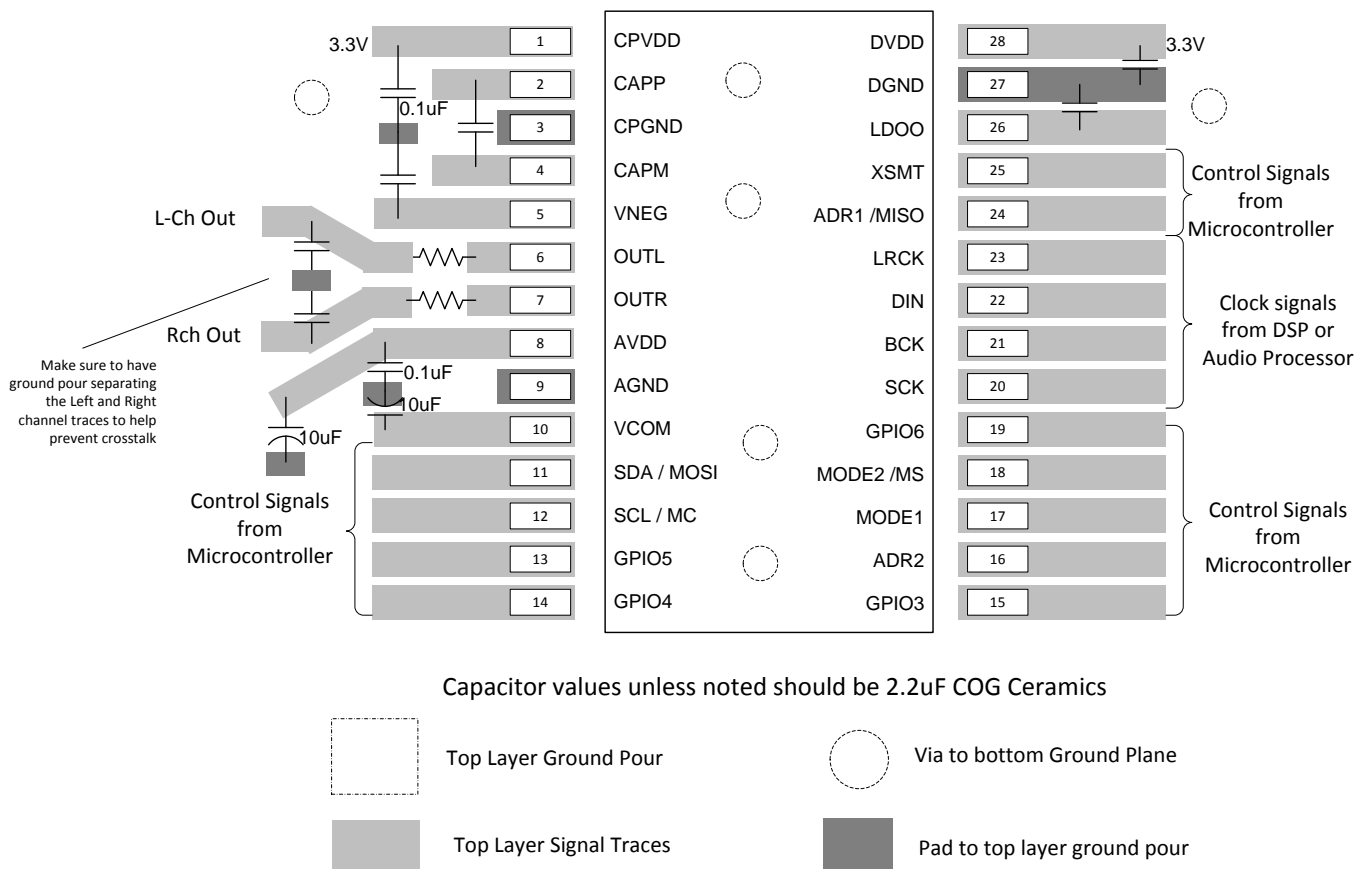 3.3V
1
CPVDD
DVDD
28
3.3V
2
CAPP
DGND
27
0.1uF
3
CPGND
LDOO
26
4
CAPM
XSMT
25
Control Signals
from
Microcontroller
L-Ch Out
5
VNEG
ADR1 /MISO
24
6
OUTL
LRCK
23
7
OUTR
DIN
22
Clock signals
from DSP or
Audio Processor
Rch Out
8
AVDD
BCK
21
Make sure to have
ground pour separating
the Left and Right
channel traces to help
prevent crosstalk
0.1uF
9
AGND
SCK
20
10uF
10uF
10
VCOM
GPIO6
19
11
SDA / MOSI
MODE2 /MS
18
Control Signals
from
Microcontroller
12
SCL / MC
MODE1
17
Control Signals
from
Microcontroller
13
GPIO5
ADR2
16
14
GPIO4
GPIO3
15
Capacitor values unless noted should be 2.2uF COG Ceramics
Top Layer Ground Pour
Via to bottom Ground Plane
Top Layer Signal Traces
Pad to top layer ground pour